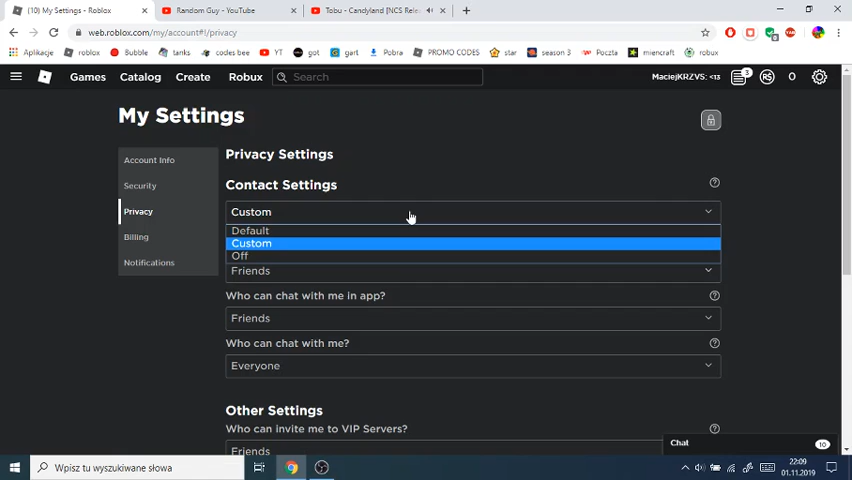 (10) My Settings - Roblox
Random Guy - YouTube
Tobu - Candyland [NCS Rele
web.roblox.com/my/account#!/privacy
Aplikacje
roblox
Bubble
tanks
codes bee
YT
got
gart
Pobra
PROMO CODES
star
season 3
Poczta
miencraft
robux
Games
Catalog
Create
Robux
Search
MaciejKRZVS: <13
3
0
My Settings
Account Info
Security
Privacy
Billing
Notifications
Privacy Settings
Contact Settings
Custom
Default
Custom
Off
Friends
Who can chat with me in app?
Friends
Who can chat with me?
Everyone
Other Settings
Who can invite me to VIP Servers?
Friends
Chat
10
Wpisz tu wyszukiwane słowa
22:09
01.11.2019